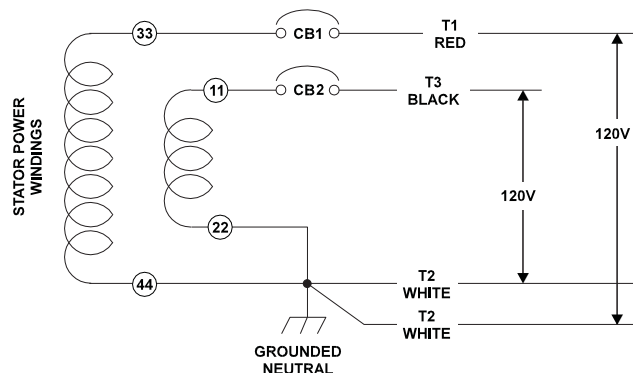 33
CB1
T1
RED
11
CB2
T3
BLACK
STATOR POWER
WINDINGS
120V
120V
22
44
T2
WHITE
T2
WHITE
GROUNDED
NEUTRAL